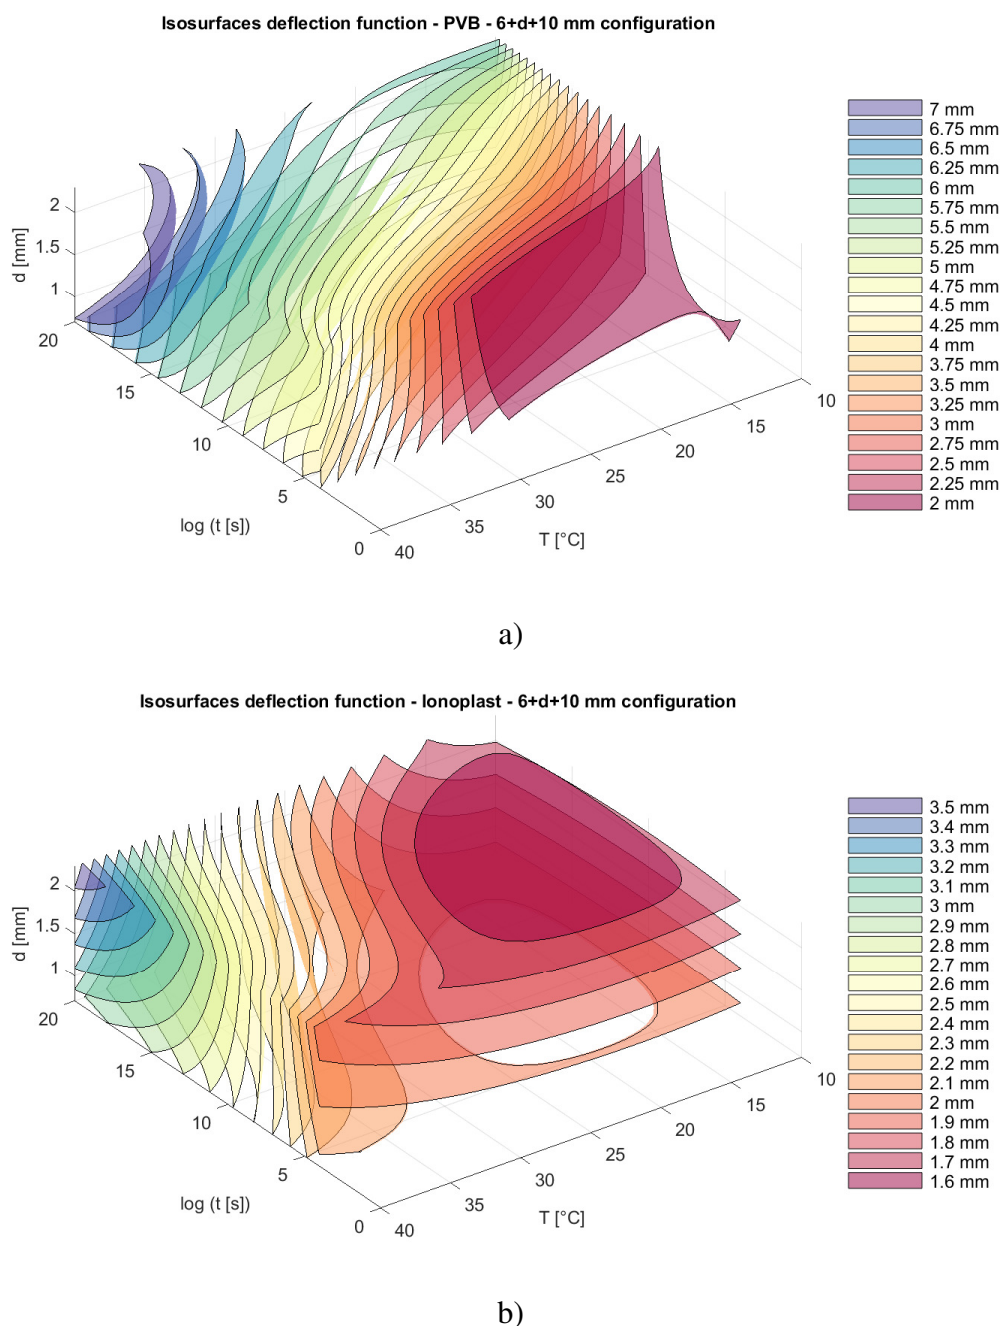 Isosurfaces deflection function - PVB - 6+d+10 mm configuration
7 mm
6.75 mm
6.5 mm
6.25 mm
6 mm
5.75 mm
5.5 mm
5.25 mm
5 mm
4.75 mm
4.5 mm
4.25 mm
4 mm
3.75 mm
3.5 mm
3.25 mm
3 mm
2.75 mm
2.5 mm
2.25 mm
2 mm
d [mm]
2
1.5
1
20
15
10
5
0
log (t [s])
40
35
30
25
20
15
10
T [°C]
a)
Isosurfaces deflection function - Ionoplast - 6+d+10 mm configuration
3.5 mm
3.4 mm
3.3 mm
3.2 mm
3.1 mm
3 mm
2.9 mm
2.8 mm
2.7 mm
2.6 mm
2.5 mm
2.4 mm
2.3 mm
2.2 mm
2.1 mm
2 mm
1.9 mm
1.8 mm
1.7 mm
1.6 mm
d [mm]
2
1.5
1
20
15
10
5
0
log (t [s])
40
35
30
25
20
15
10
T [°C]
b)